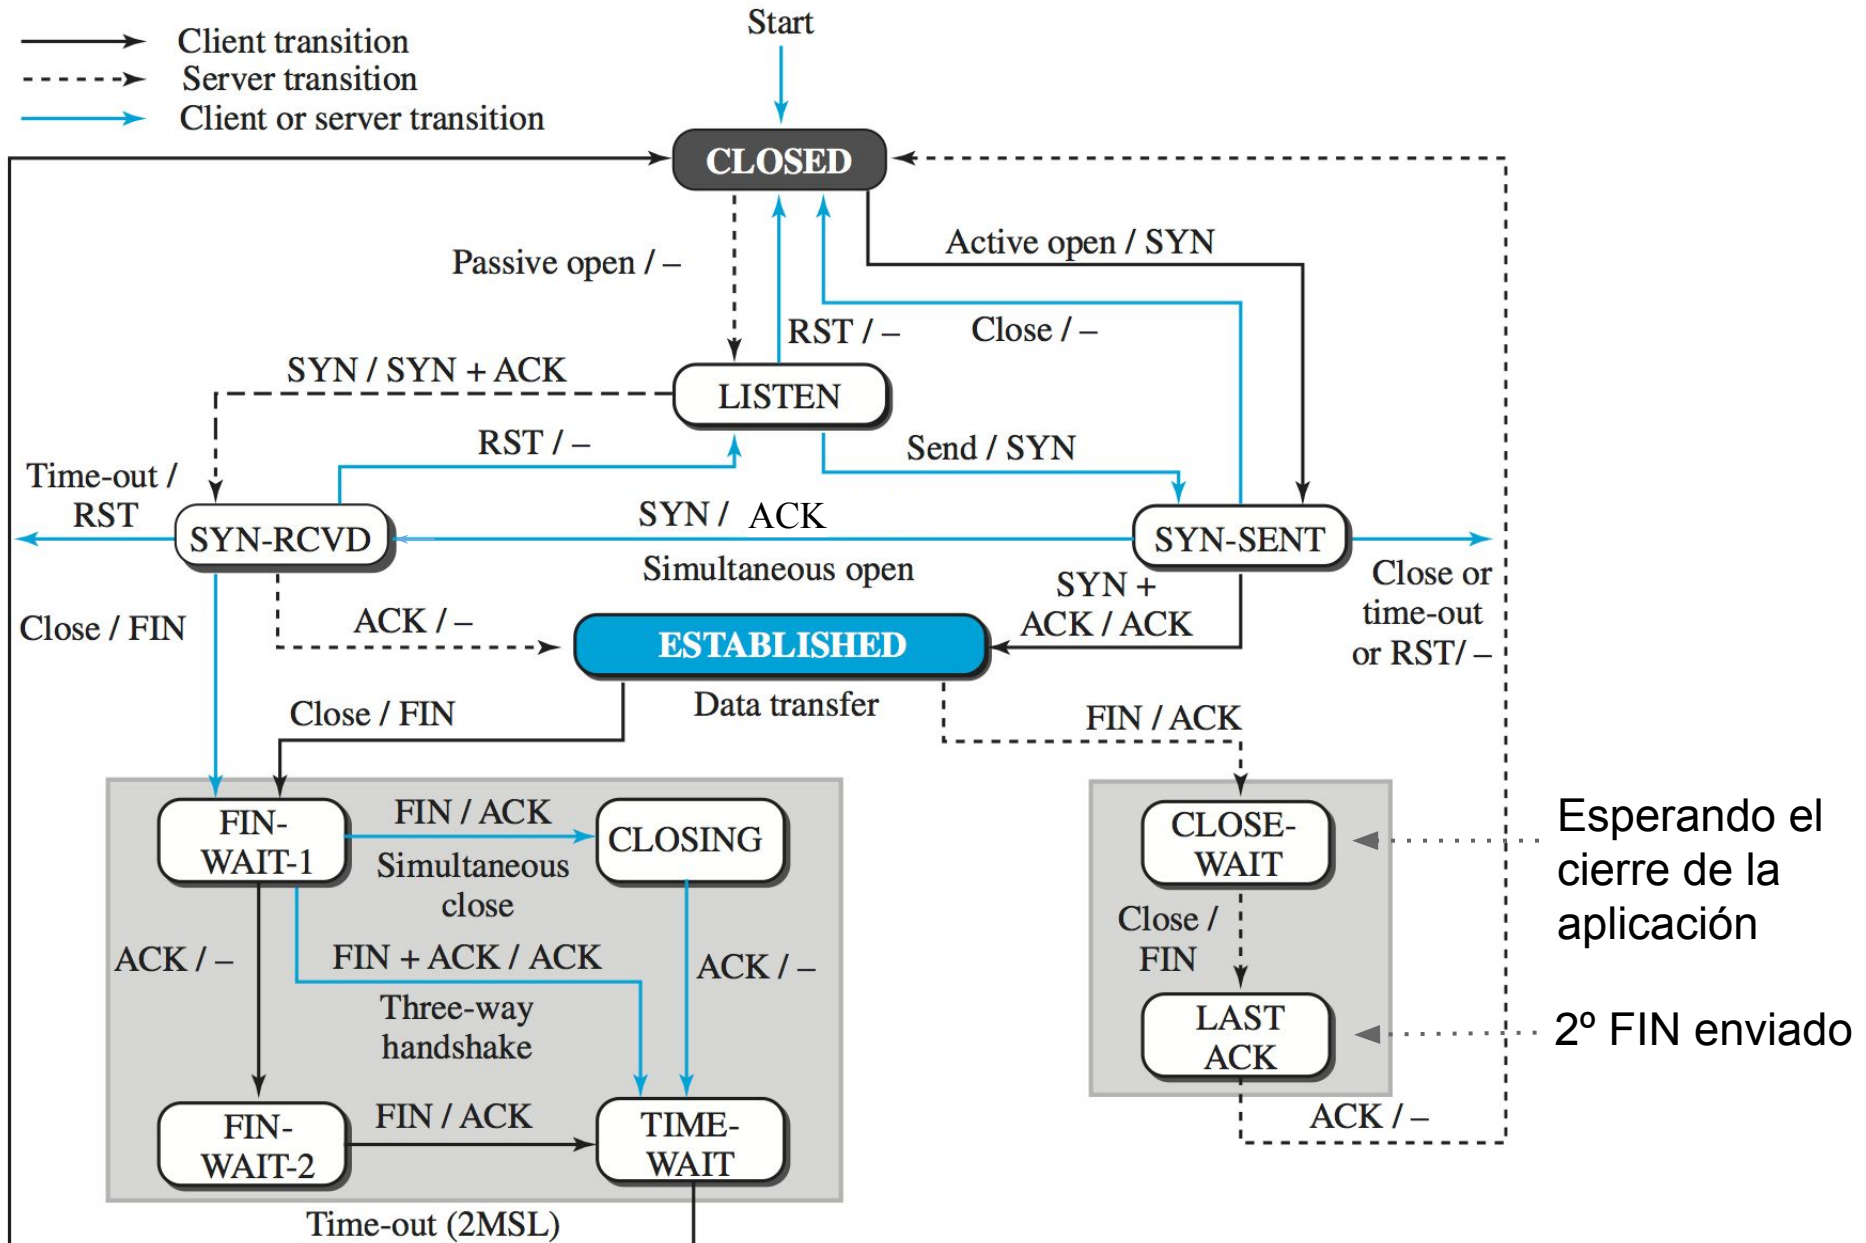 Start
Client transition
Server transition
Client or server transition
CLOSED
Active open / SYN
Passive open / –
RST / –
Close / –
SYN / SYN + ACK
LISTEN
RST / –
Send / SYN
Time-out /
RST
SYN-RCVD
SYN / ACK
Simultaneous open
SYN-SENT
Close or
time-out
or RST/ –
SYN +
ACK / ACK
Close / FIN
ACK / –
ESTABLISHED
Data transfer
Close / FIN
FIN / ACK
FIN-
WAIT-1
FIN / ACK
Simultaneous
close
CLOSING
CLOSE-
WAIT
Esperando el
cierre de la
aplicación
Close /
FIN
ACK / –
FIN + ACK / ACK
Three-way
handshake
ACK / –
LAST
ACK
2º FIN enviado
FIN-
WAIT-2
FIN / ACK
TIME-
WAIT
ACK / –
Time-out (2MSL)